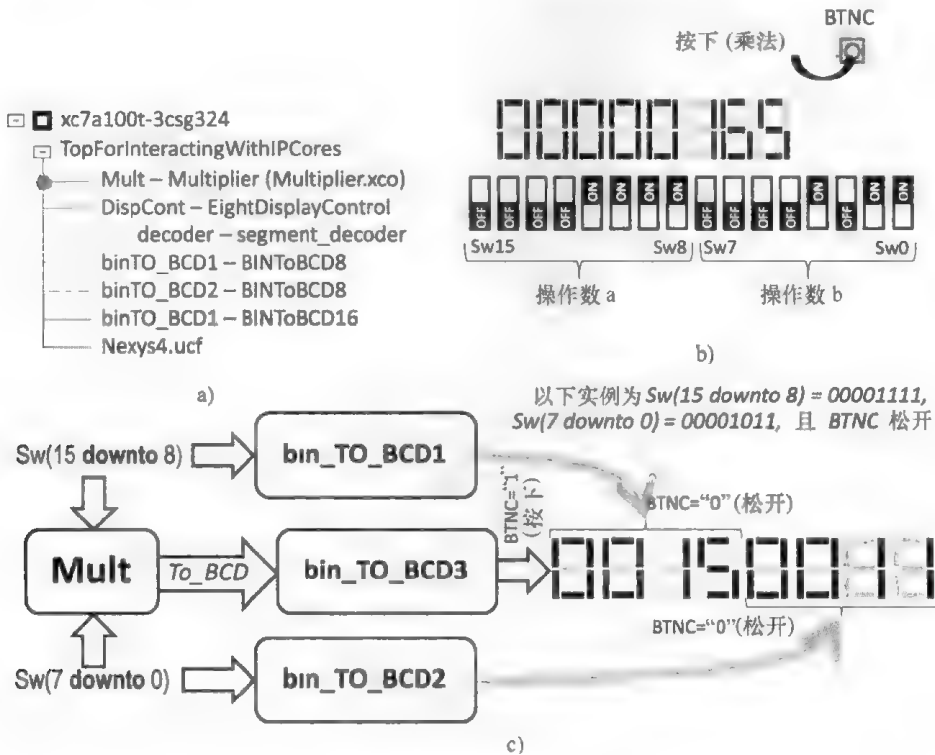 BTNC
按下 (乘法)
xc7a100t-3csg324
TopForInteractingWithIPCores
Mult – Multiplier (Multiplier.xco)
DispCont – EightDisplayControl
decoder – segment_decoder
binTO_BCD1 – BINToBCD8
binTO_BCD2 – BINToBCD8
binTO_BCD1 – BINToBCD16
Nexys4.ucf
a)
00000165
OFF OFF OFF OFF ON ON ON ON OFF OFF OFF OFF ON OFF ON ON
Sw15 Sw8 Sw7 Sw0
操作数 a 操作数 b
b)
以下实例为 Sw(15 downto 8) = 00001111,
Sw(7 downto 0) = 00001011, 且 BTNC 松开
Sw(15 downto 8)
bin_TO_BCD1
BTNC="1"
(按下)
BTNC="0" (松开)
Mult
To_BCD
bin_TO_BCD3
00150011
BTNC="0" (松开)
Sw(7 downto 0)
bin_TO_BCD2
c)